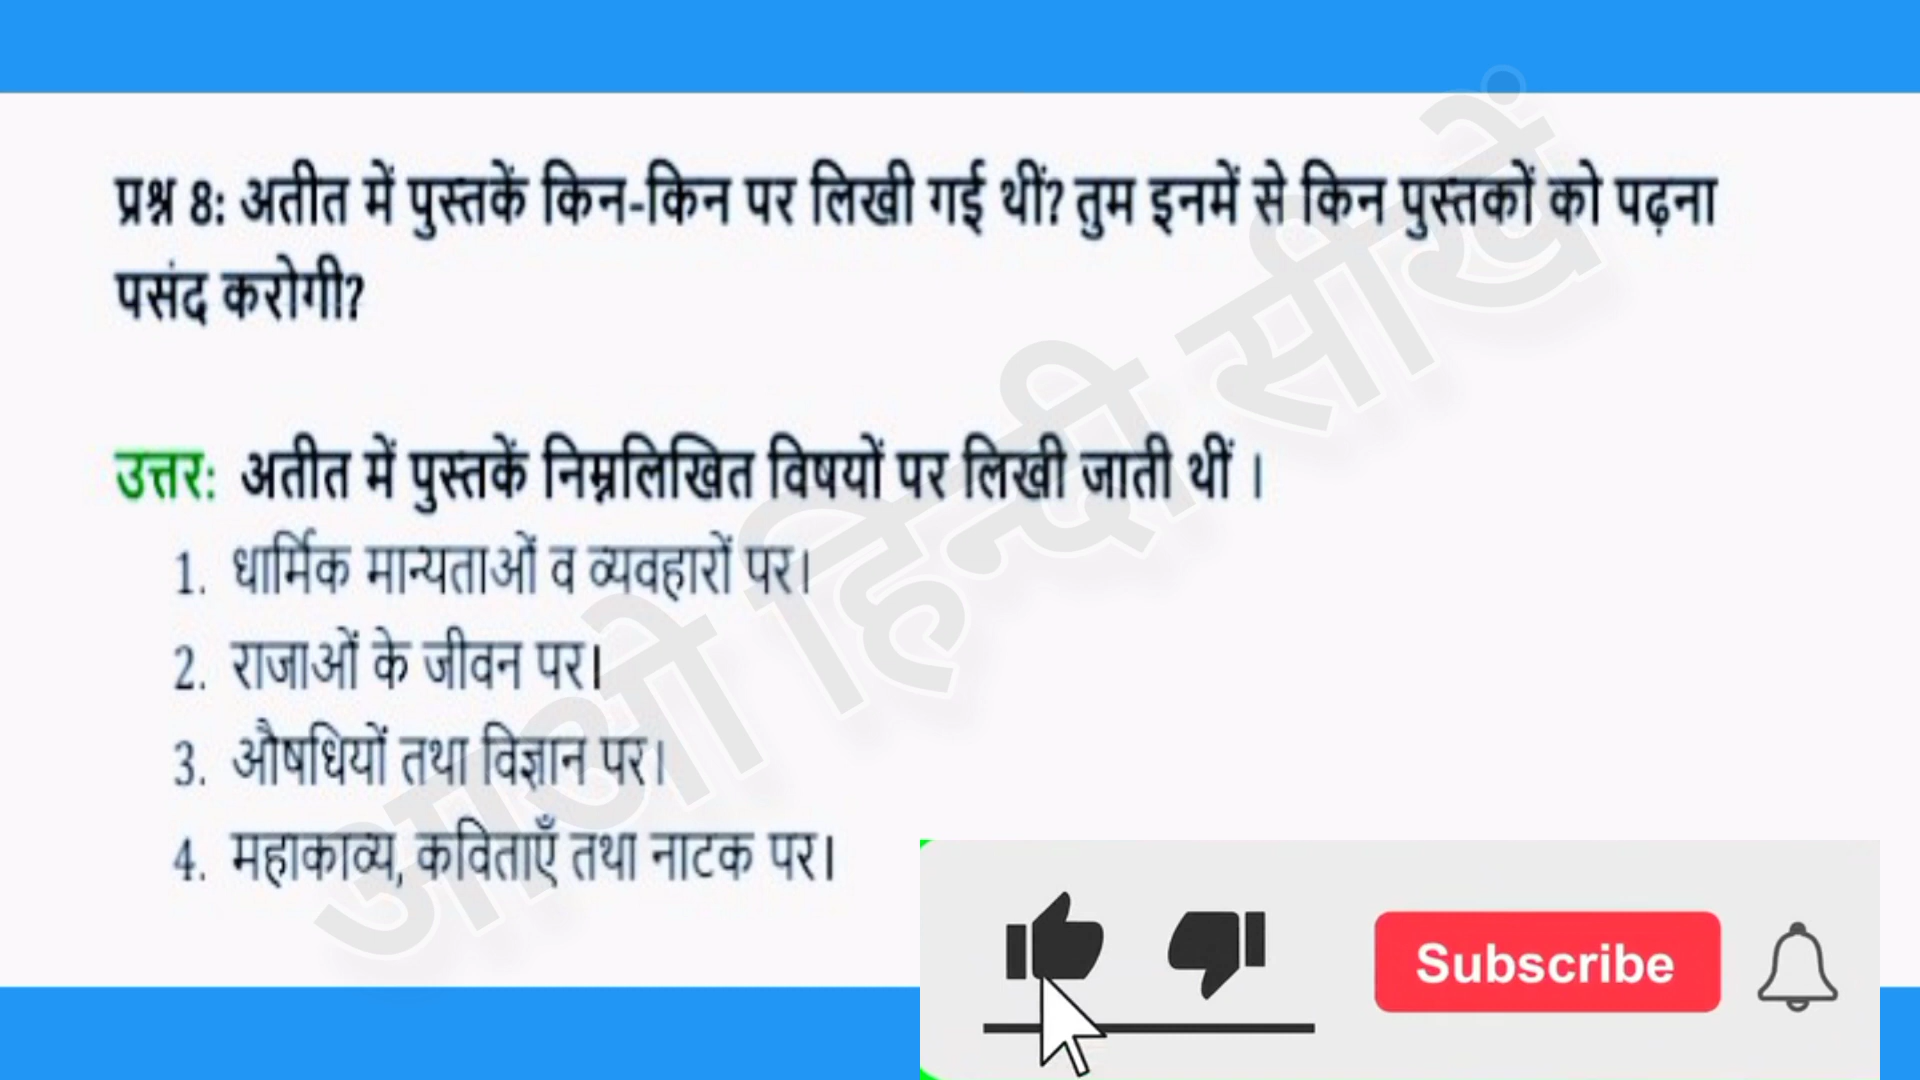 प्रश्न 8: अतीत में पुस्तकें किन-किन पर लिखी गई थीं? तुम इनमें से किन पुस्तकों को पढ़ना
पसंद करोगी?
उत्तर: अतीत में पुस्तकें निम्नलिखित विषयों पर लिखी जाती थीं ।
1. धार्मिक मान्यताओं व व्यवहारों पर।
2. राजाओं के जीवन पर।
3. औषधियों तथा विज्ञान पर।
4. महाकाव्य, कविताएँ तथा नाटक पर।
आओ हिन्दी सीखें
Subscribe